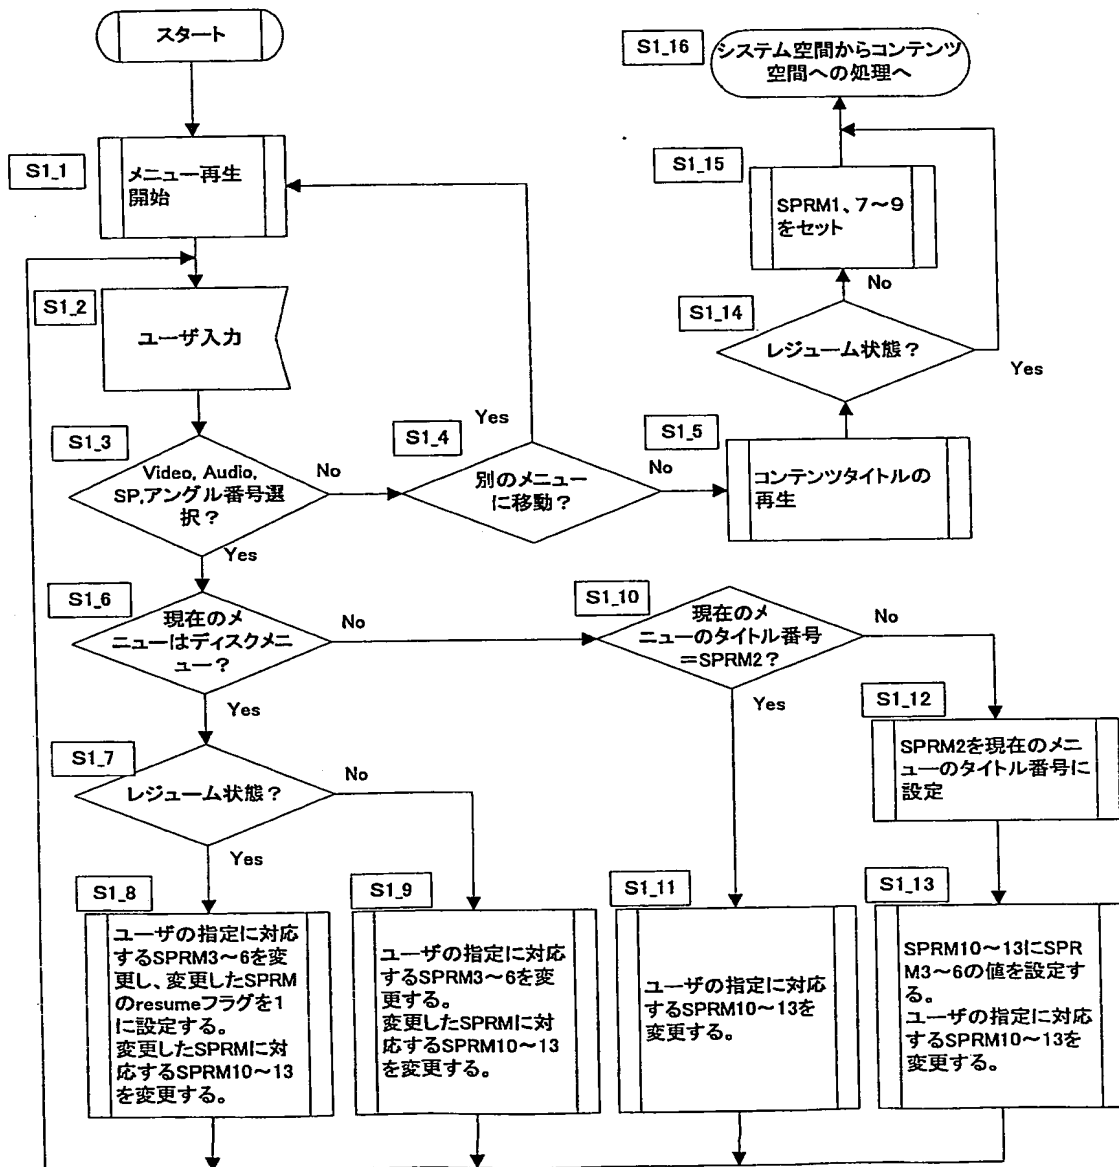 スタート
S1_16
システム空間からコンテンツ
空間への処理へ
S1_1
メニュー再生
開始
S1_15
SPRM1、7～9
をセット
No
S1_2
ユーザ入力
S1_14
レジューム状態？
Yes
S1_3
Video, Audio,
SP,アングル番号選
択？
No
Yes
S1_4
Yes
別のメニュー
に移動？
No
S1_5
コンテンツタイトルの
再生
S1_6
現在のメ
ニューはディスクメニ
ュー？
No
Yes
S1_10
現在のメ
ニューのタイトル番号
＝SPRM2？
No
Yes
S1_12
SPRM2を現在のメニ
ューのタイトル番号に
設定
S1_7
レジューム状態？
No
Yes
S1_8
ユーザの指定に対応
するSPRM3～6を変
更し、変更したSPRM
のresumeフラグを1
に設定する。
変更したSPRMに対
応するSPRM10～13
を変更する。
S1_9
ユーザの指定に対応
するSPRM3～6を変
更する。
変更したSPRMに対
応するSPRM10～13
を変更する。
S1_11
ユーザの指定に対応
するSPRM10～13を
変更する。
S1_13
SPRM10～13にSPR
M3～6の値を設定す
る。
ユーザの指定に対応
するSPRM10～13を変
更する。